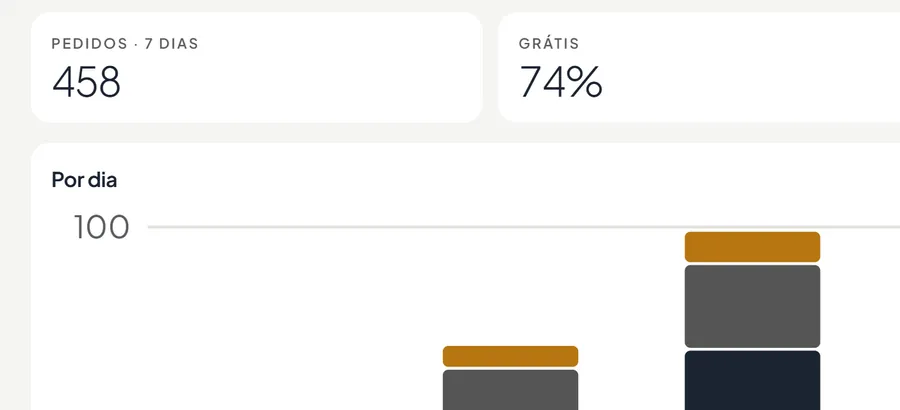 PEDIDOS · 7 DIAS
458
GRÁTIS
74%
Por dia
100